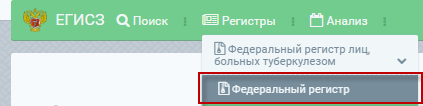 ЕГИСЗ Поиск Регистры Анализ
Федеральный регистр лиц,
больных туберкулезом
Федеральный регистр